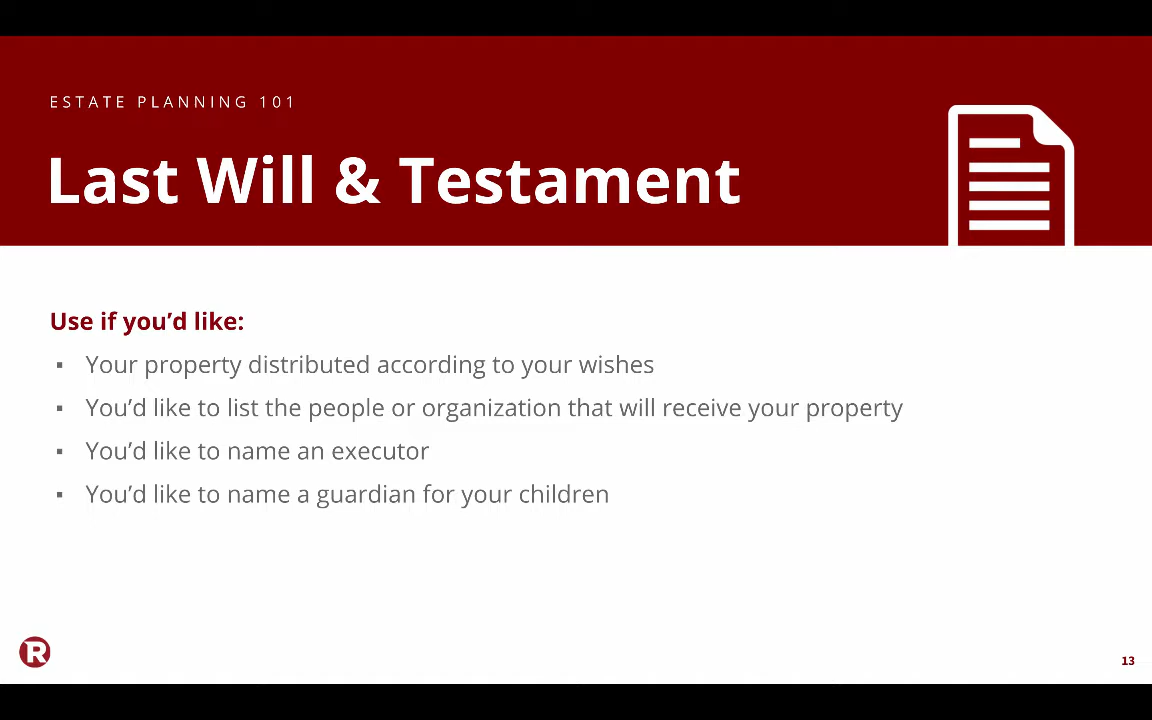 ESTATE PLANNING 101
Last Will & Testament
Use if you’d like:
▪ Your property distributed according to your wishes
▪ You’d like to list the people or organization that will receive your property
▪ You’d like to name an executor
▪ You’d like to name a guardian for your children
R
13